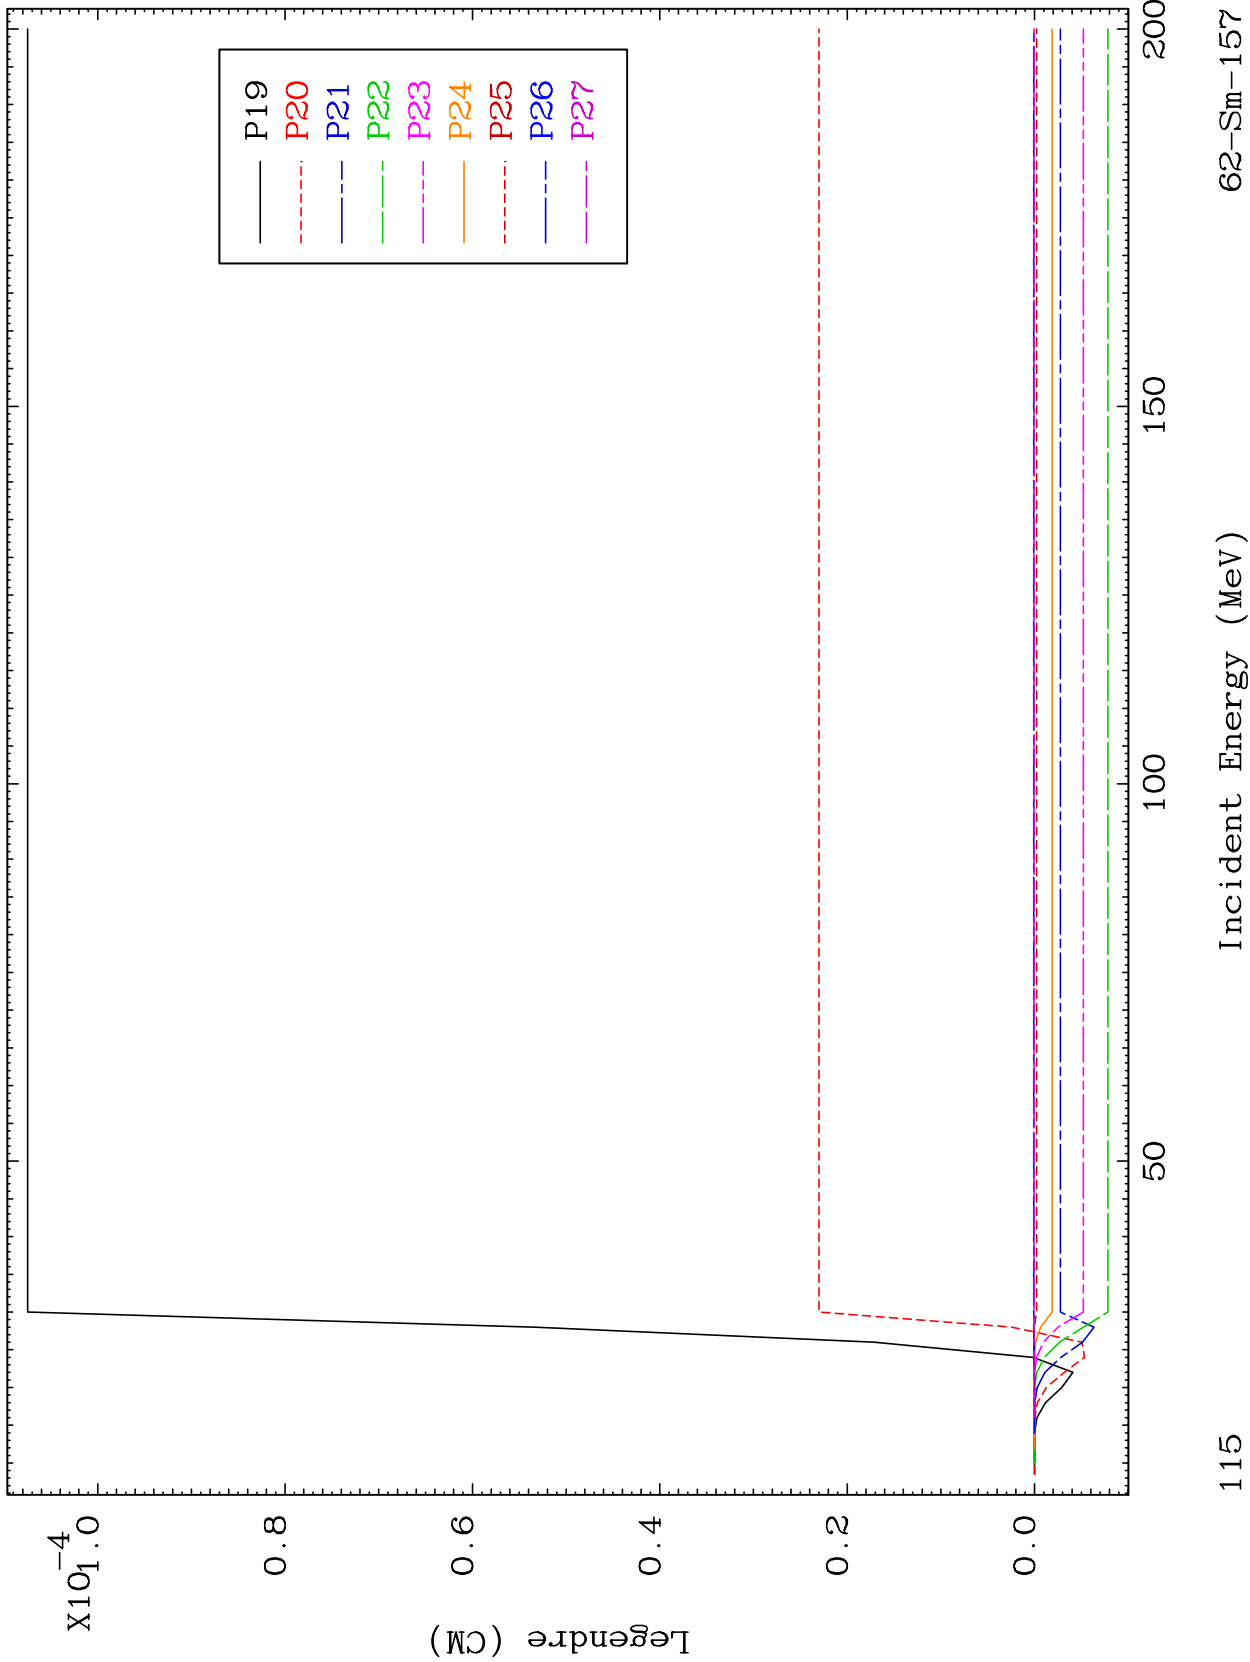 X10-4
1.0
0.8
0.6
0.4
0.2
0.0
Legendre (CM)
P19
P20
P21
P22
P23
P24
P25
P26
P27
50
100
150
200
115
Incident Energy (MeV)
62-Sm-157